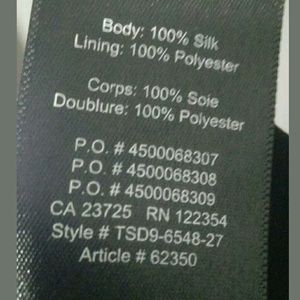 Body: 100% Silk
Lining: 100% Polyester
Corps: 100% Soie
Doublure: 100% Polyester
P.O. # 4500068307
P.O. # 4500068308
P.O. # 4500068309
CA 23725 RN 122354
Style # TSD9-6548-27
Article # 62350